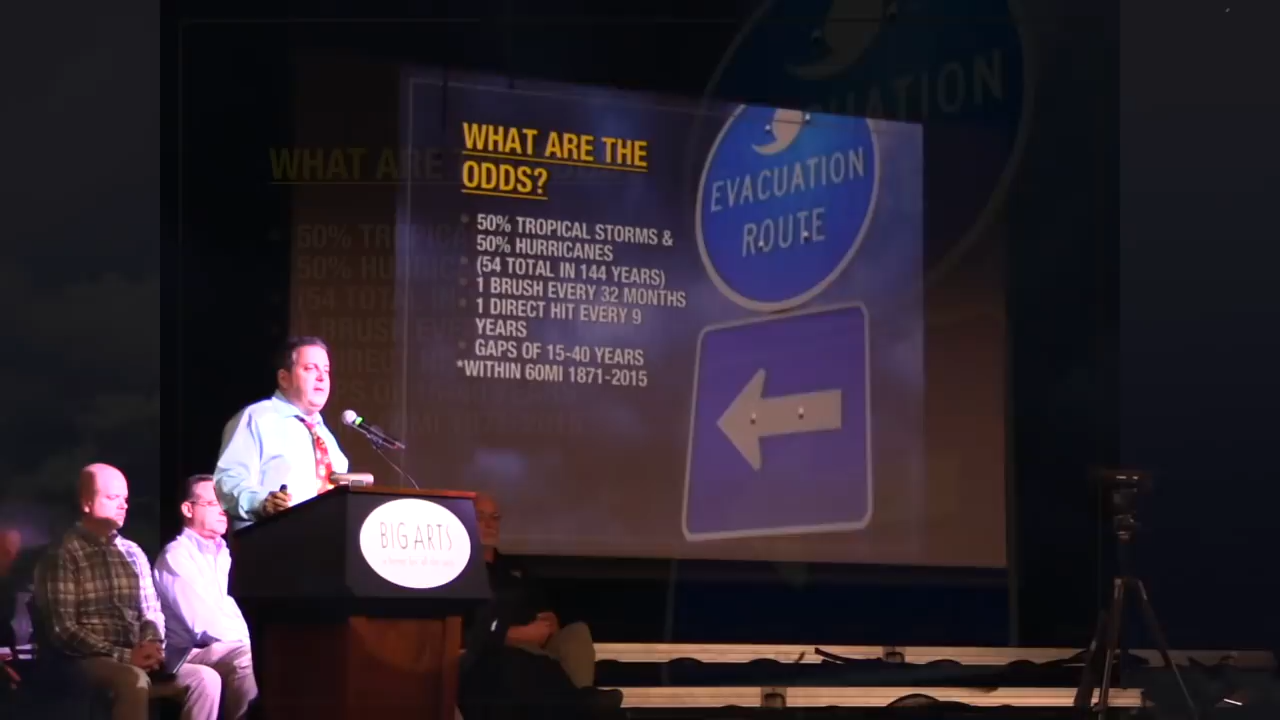 WHAT ARE THE
ODDS?
50% TROPICAL STORMS &
50% HURRICANES
(54 TOTAL IN 144 YEARS)
1 BRUSH EVERY 32 MONTHS
1 DIRECT HIT EVERY 9
YEARS
GAPS OF 15-40 YEARS
*WITHIN 60MI 1871-2015
EVACUATION
ROUTE
BIG ARTS